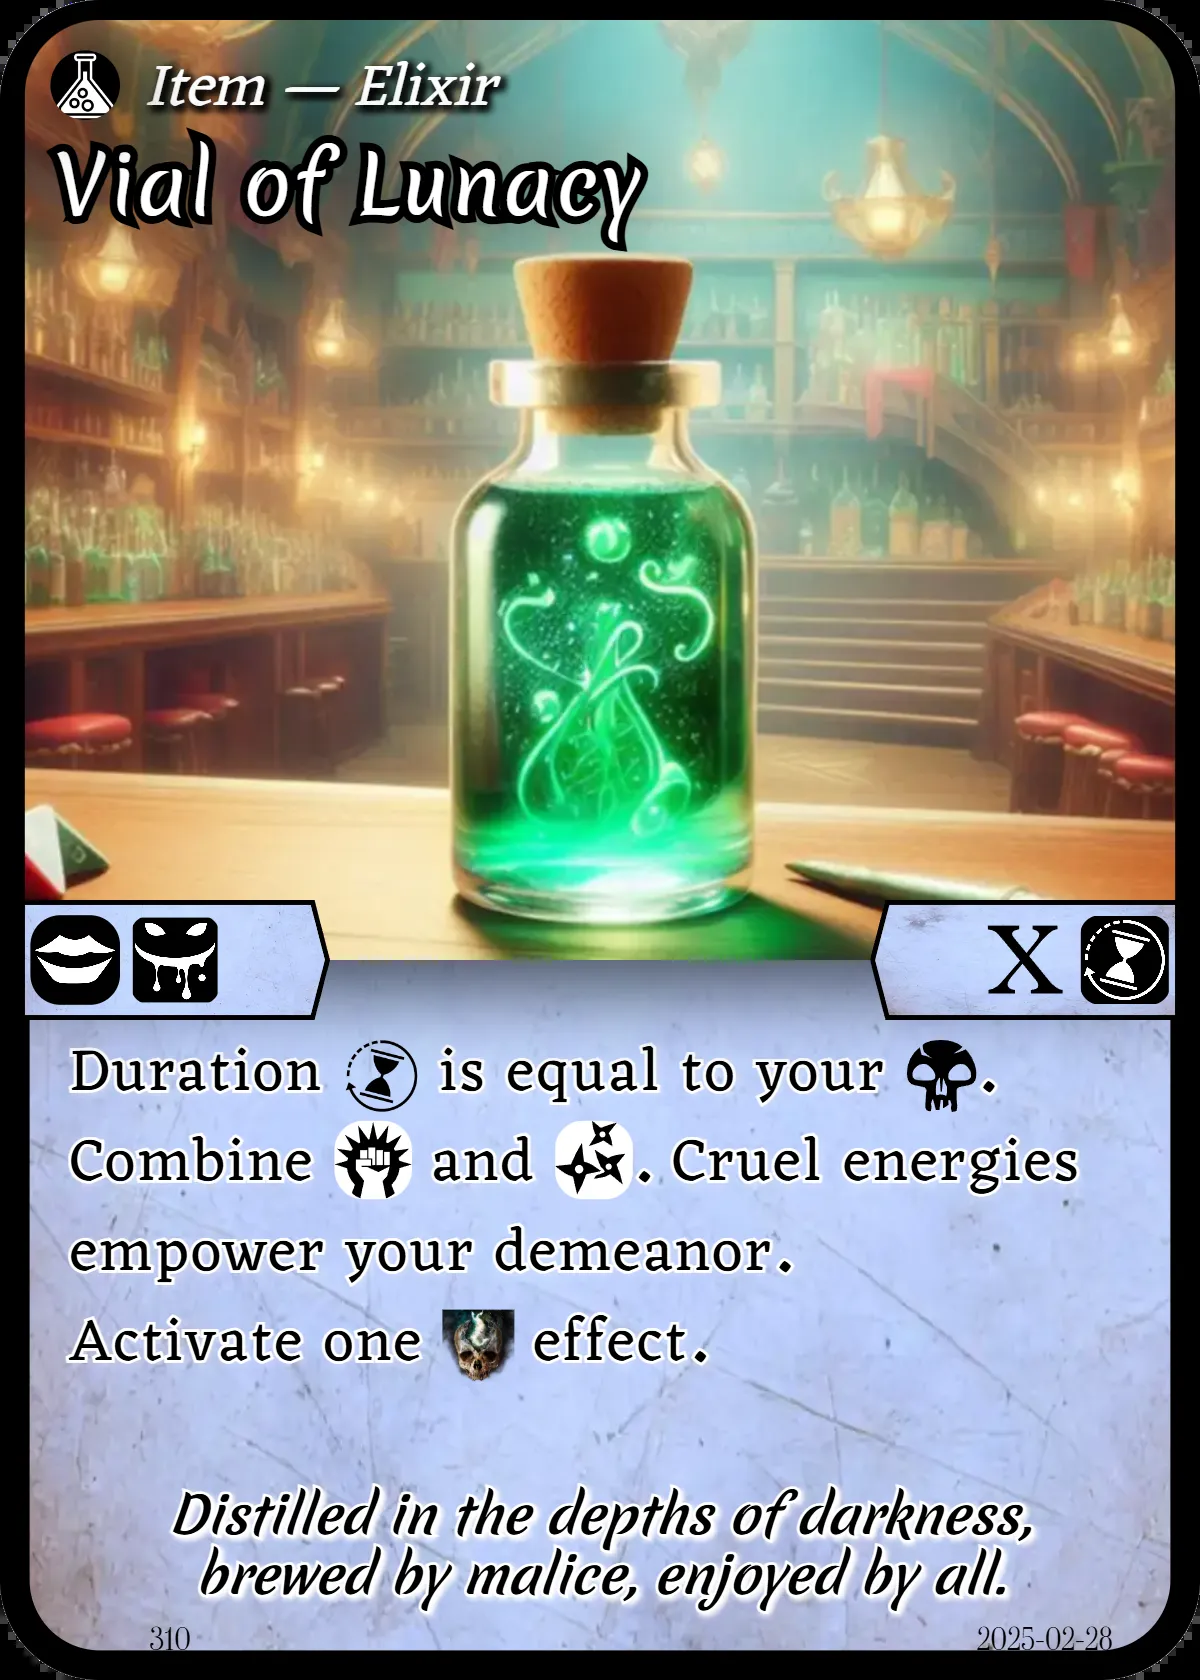 Item — Elixir
Vial of Lunacy
X
Duration is equal to your .
Combine and . Cruel energies
empower your demeanor.
Activate one effect.
Distilled in the depths of darkness,
brewed by malice, enjoyed by all.
310
2025-02-28